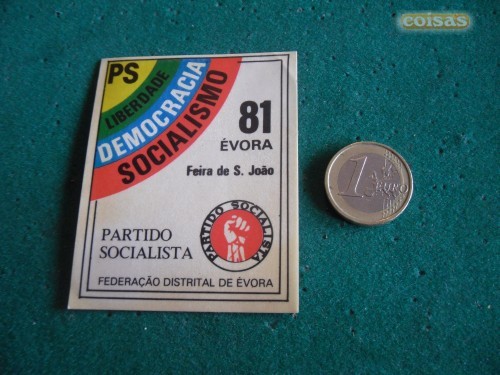 coisas
PS
LIBERDADE
DEMOCRACIA
SOCIALISMO
81
ÉVORA
Feira de S. João
PARTIDO
SOCIALISTA
PARTIDO SOCIALISTA
FEDERAÇÃO DISTRITAL DE ÉVORA
1 EURO